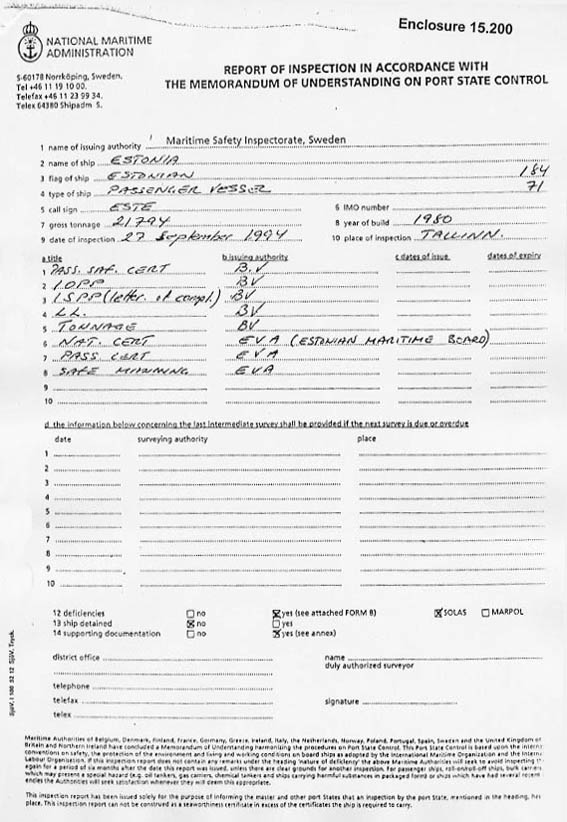 Enclosure 15.200
NATIONAL MARITIME
ADMINISTRATION
S-60178 Norrköping, Sweden.
Tel +46 11 19 10 00.
Telefax +46 11 23 99 34.
Telex 64380 Shipadm S.
REPORT OF INSPECTION IN ACCORDANCE WITH
THE MEMORANDUM OF UNDERSTANDING ON PORT STATE CONTROL
1 name of issuing authority Maritime Safety Inspectorate, Sweden
2 name of ship ESTONIA
3 flag of ship ESTONIAN 184
4 type of ship PASSENGER VESSEL 71
5 call sign ESTE 6 IMO number
7 gross tonnage 21794 8 year of build 1980
9 date of inspection 27 September 1994 10 place of inspection TALLINN.
a title b issuing authority c dates of issue dates of expiry
1 PASS. SAF. CERT B.V
2 IOPP BV
3 ISPP (letter of compl.) BV
4 LL. BV
5 TONNAGE BV
6 NAT. CERT EVA (ESTONIAN MARITIME BOARD)
7 PASS CERT EVA
8 SAFE MANNING EVA
9
10
d the information below concerning the last intermediate survey shall be provided if the next survey is due or overdue
date surveying authority place
1
2
3
4
5
6
7
8
9
10
12 deficiencies no yes (see attached FORM B) SOLAS MARPOL
13 ship detained no yes
14 supporting documentation no yes (see annex)
district office name
duly authorized surveyor
telephone
telefax signature
telex
Maritime Authorities of Belgium, Denmark, Finland, France, Germany, Greece, Ireland, Italy, the Netherlands, Norway, Poland, Portugal, Spain, Sweden and the United Kingdom of
Britain and Northern Ireland have concluded a Memorandum of Understanding harmonizing the procedures on Port State Control. This Port State Control is based upon the
conventions on safety, the protection of the environment and living and working conditions on board ships as adopted by the International Maritime Organization and the
Labour Organisation. If this inspection report does not contain any remarks under the heading 'nature of deficiency' the above Maritime Authorities will seek to avoid inspecting
again for a period of six months after the date this report was issued, unless there are clear grounds for another inspection. For passenger ships, roll-on/roll-off ships, bulk carriers
which may present a special hazard (e.g. oil tankers, gas carriers, chemical tankers and ships carrying harmful substances in packaged form) or ships which have had several recent
the Authorities will seek satisfaction whenever they will deem this appropriate.
This inspection report has been issued solely for the purpose of informing the master and other port States that an inspection by the port State, mentioned in the heading,
place. This inspection report can not be construed as a seaworthiness certificate in excess of the certificates the ship is required to carry.